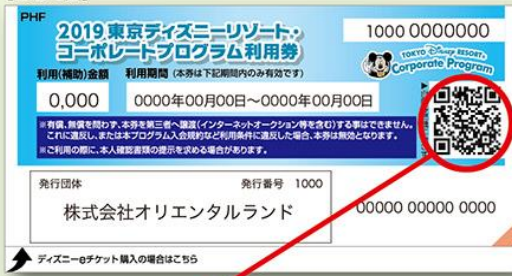 PHF
2019 東京ディズニーリゾート・
コーポレートプログラム利用券
1000 0000000
TOKYO Disney RESORT®
Corporate Program
利用(補助)金額
利用期間 (本券は下記期間内のみ有効です)
0,000
0000年00月00日～0000年00月00日
※有償、無償を問わず、本券を第三者へ譲渡(インターネットオークション等を含む)する事はできません。
これに違反し、または本プログラム入会規約など利用条件に違反した場合、本券は無効となります。
※ご利用の際に、本人確認書類の提示を求める場合があります。
発行団体
発行番号 1000
株式会社オリエンタルランド
00000 00000 0000
ディズニーeチケット購入の場合はこちら